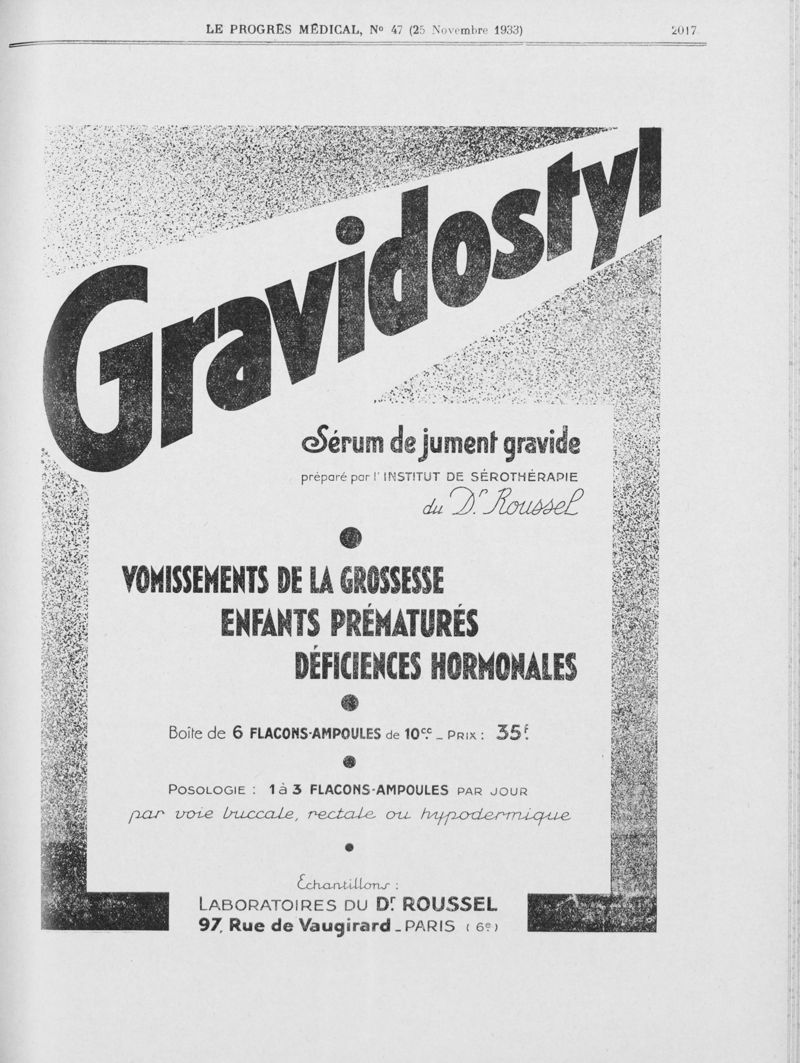 LE PROGRÈS MÉDICAL, Nº 47 (25 Novembre 1933) 2017
Gravidostyl
Sérum de jument gravide
préparé par l'INSTITUT DE SÉROTHÉRAPIE
du Dr. Roussel
VOMISSEMENTS DE LA GROSSESSE
ENFANTS PRÉMATURÉS
DÉFICIENCES HORMONALES
Boîte de 6 FLACONS-AMPOULES de 10cc. _ PRIX : 35f.
POSOLOGIE : 1 à 3 FLACONS-AMPOULES PAR JOUR
par voie buccale, rectale ou hypodermique
Échantillons :
LABORATOIRES DU Dr. ROUSSEL
97, Rue de Vaugirard _ PARIS (6e)